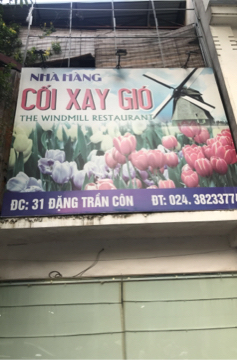 NHÀ HÀNG
CỐI XAY GIÓ
THE WINDMILL RESTAURANT
ĐC: 31 ĐẶNG TRẦN CÔN ĐT: 024. 3823377